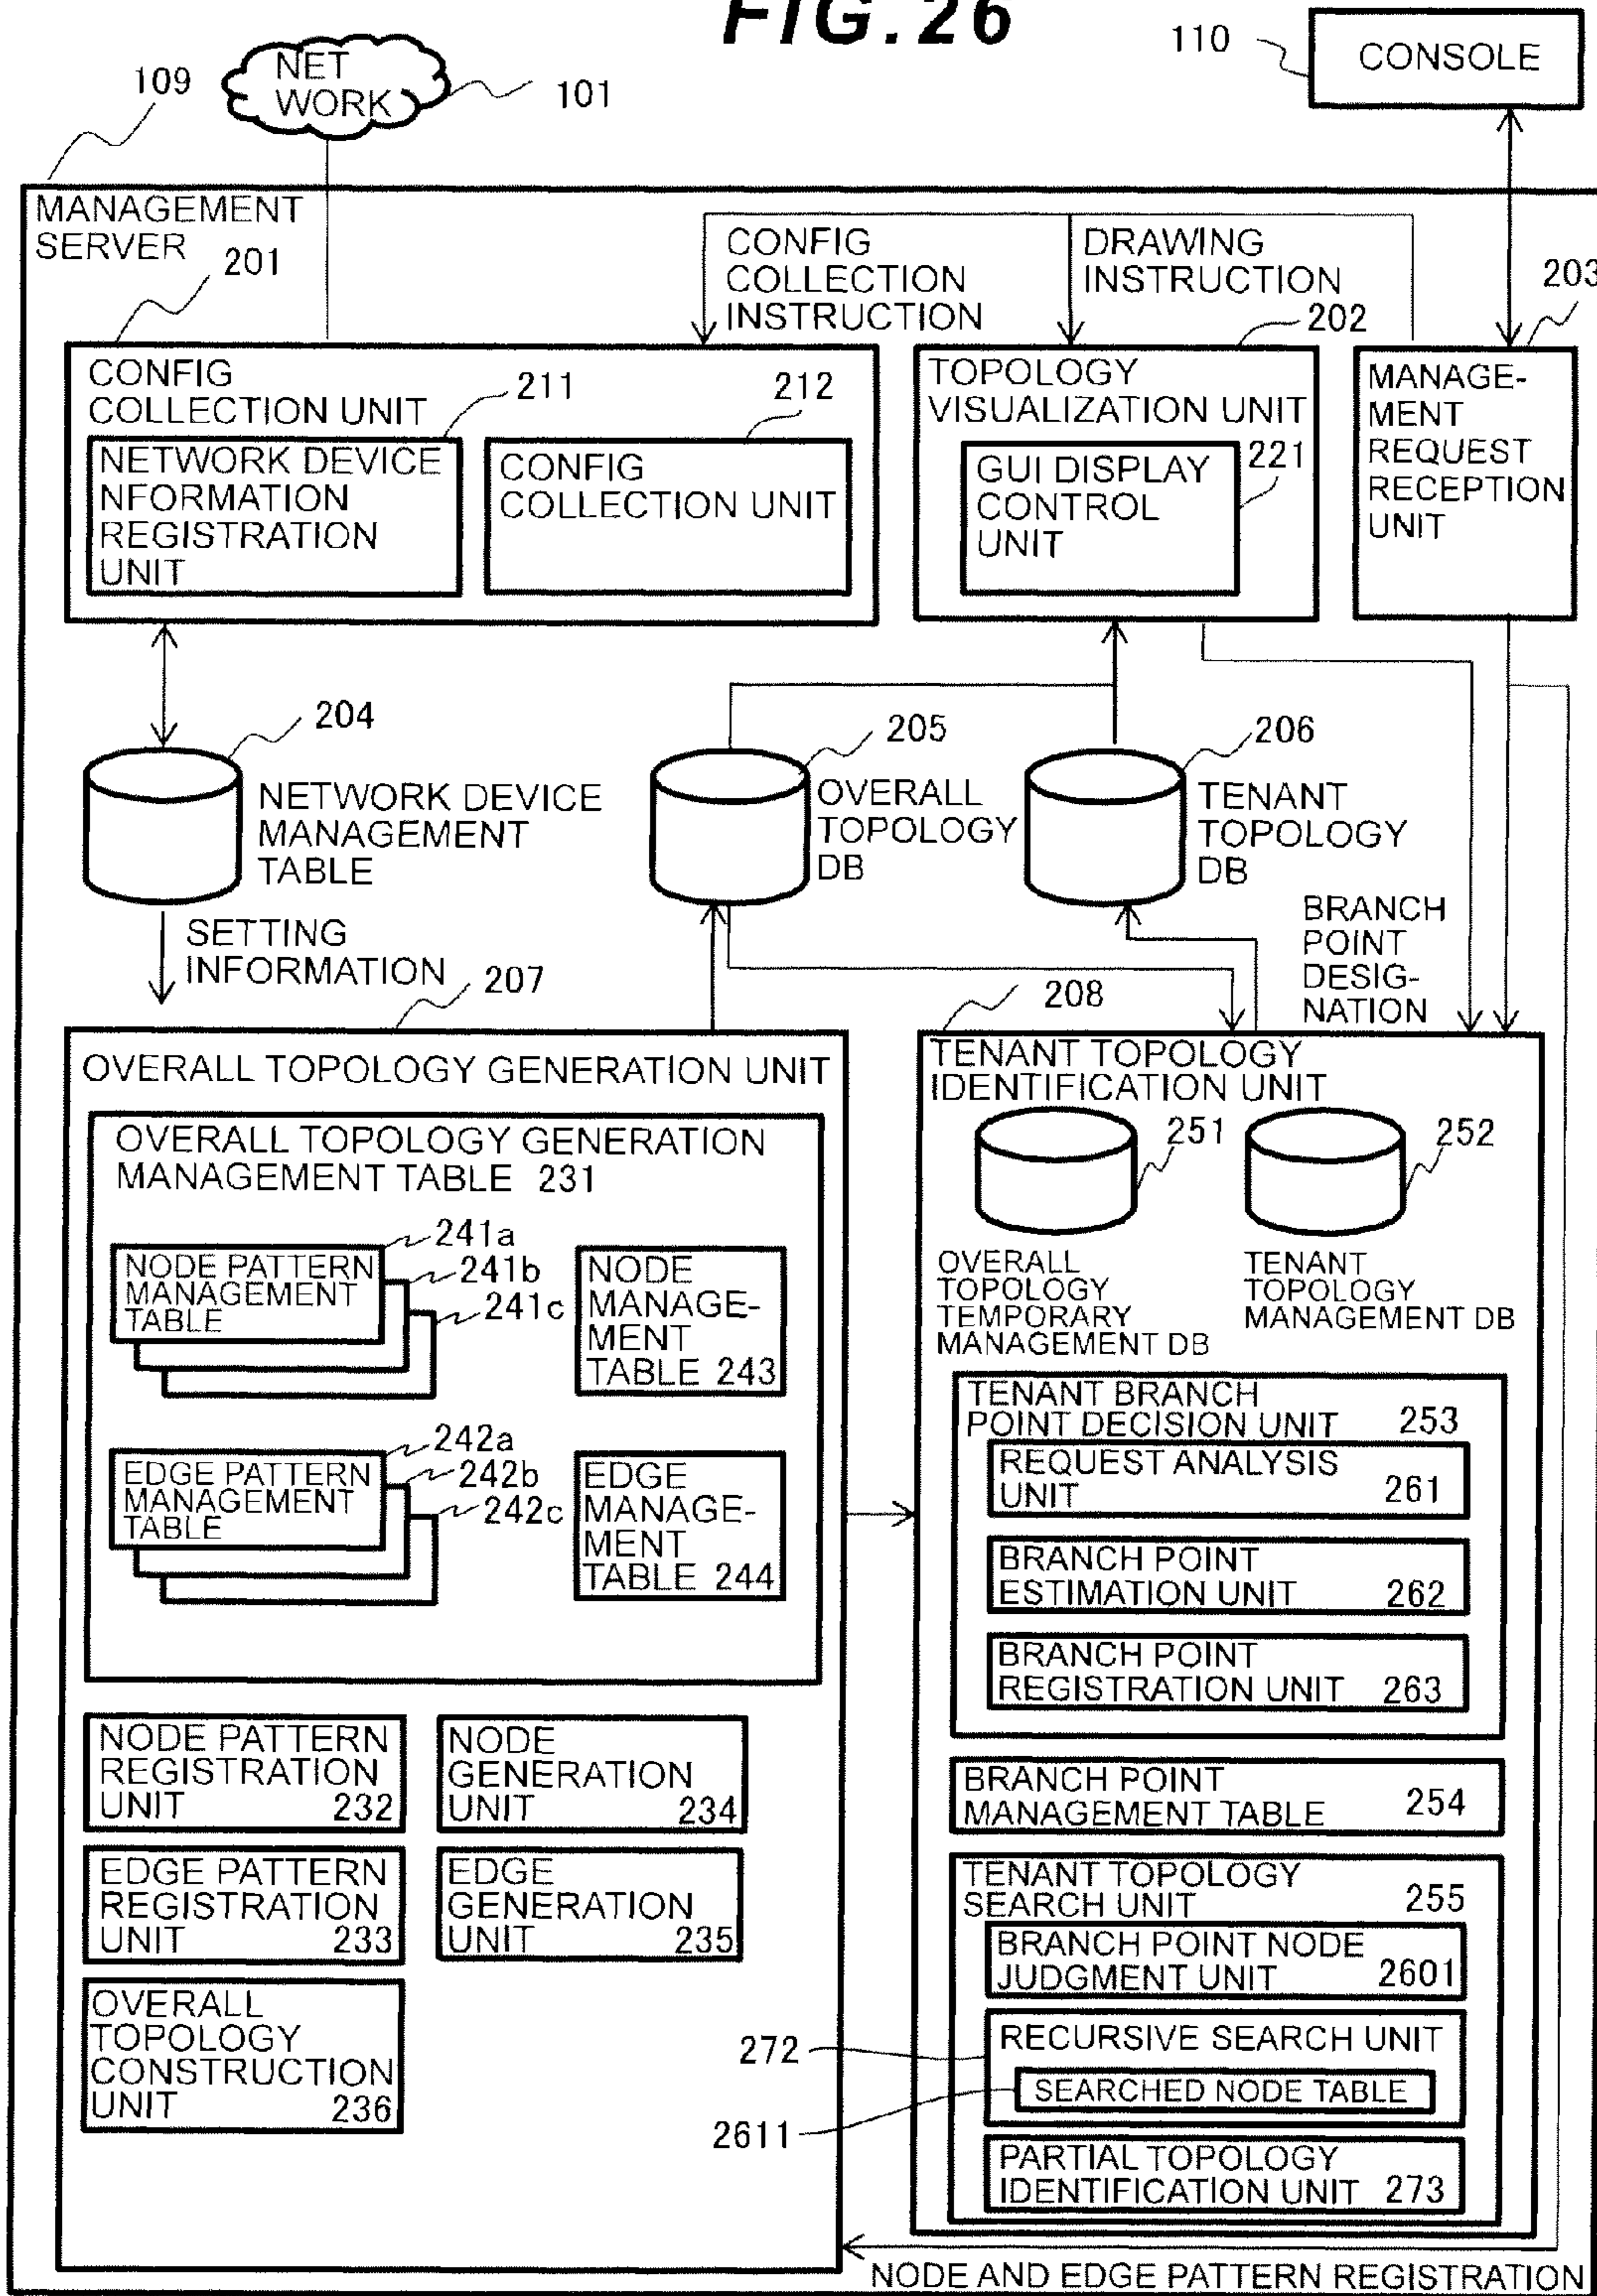 FIG. 26
110
CONSOLE
NET
WORK
101
109
MANAGEMENT
SERVER
201
CONFIG
COLLECTION
INSTRUCTION
DRAWING
INSTRUCTION
202
203
CONFIG
COLLECTION UNIT
211
212
NETWORK DEVICE
NFORMATION
REGISTRATION
UNIT
CONFIG
COLLECTION UNIT
TOPOLOGY
VISUALIZATION UNIT
GUI DISPLAY
CONTROL
UNIT
221
MANAGE-
MENT
REQUEST
RECEPTION
UNIT
204
NETWORK DEVICE
MANAGEMENT
TABLE
205
OVERALL
TOPOLOGY
DB
206
TENANT
TOPOLOGY
DB
SETTING
INFORMATION
207
208
BRANCH
POINT
DESIG-
NATION
OVERALL TOPOLOGY GENERATION UNIT
OVERALL TOPOLOGY GENERATION
MANAGEMENT TABLE 231
241a
241b
241c
NODE PATTERN
MANAGEMENT
TABLE
NODE
MANAGE-
MENT
TABLE 243
242a
242b
242c
EDGE PATTERN
MANAGEMENT
TABLE
EDGE
MANAGE-
MENT
TABLE 244
NODE PATTERN
REGISTRATION
UNIT 232
NODE
GENERATION
UNIT 234
EDGE PATTERN
REGISTRATION
UNIT 233
EDGE
GENERATION
UNIT 235
OVERALL
TOPOLOGY
CONSTRUCTION
UNIT 236
TENANT TOPOLOGY
IDENTIFICATION UNIT
251
252
OVERALL
TOPOLOGY
TEMPORARY
MANAGEMENT DB
TENANT
TOPOLOGY
MANAGEMENT DB
TENANT BRANCH
POINT DECISION UNIT 253
REQUEST ANALYSIS
UNIT 261
BRANCH POINT
ESTIMATION UNIT 262
BRANCH POINT
REGISTRATION UNIT 263
BRANCH POINT
MANAGEMENT TABLE 254
TENANT TOPOLOGY
SEARCH UNIT 255
BRANCH POINT NODE
JUDGMENT UNIT 2601
272
RECURSIVE SEARCH UNIT
SEARCHED NODE TABLE
2611
PARTIAL TOPOLOGY
IDENTIFICATION UNIT 273
NODE AND EDGE PATTERN REGISTRATION